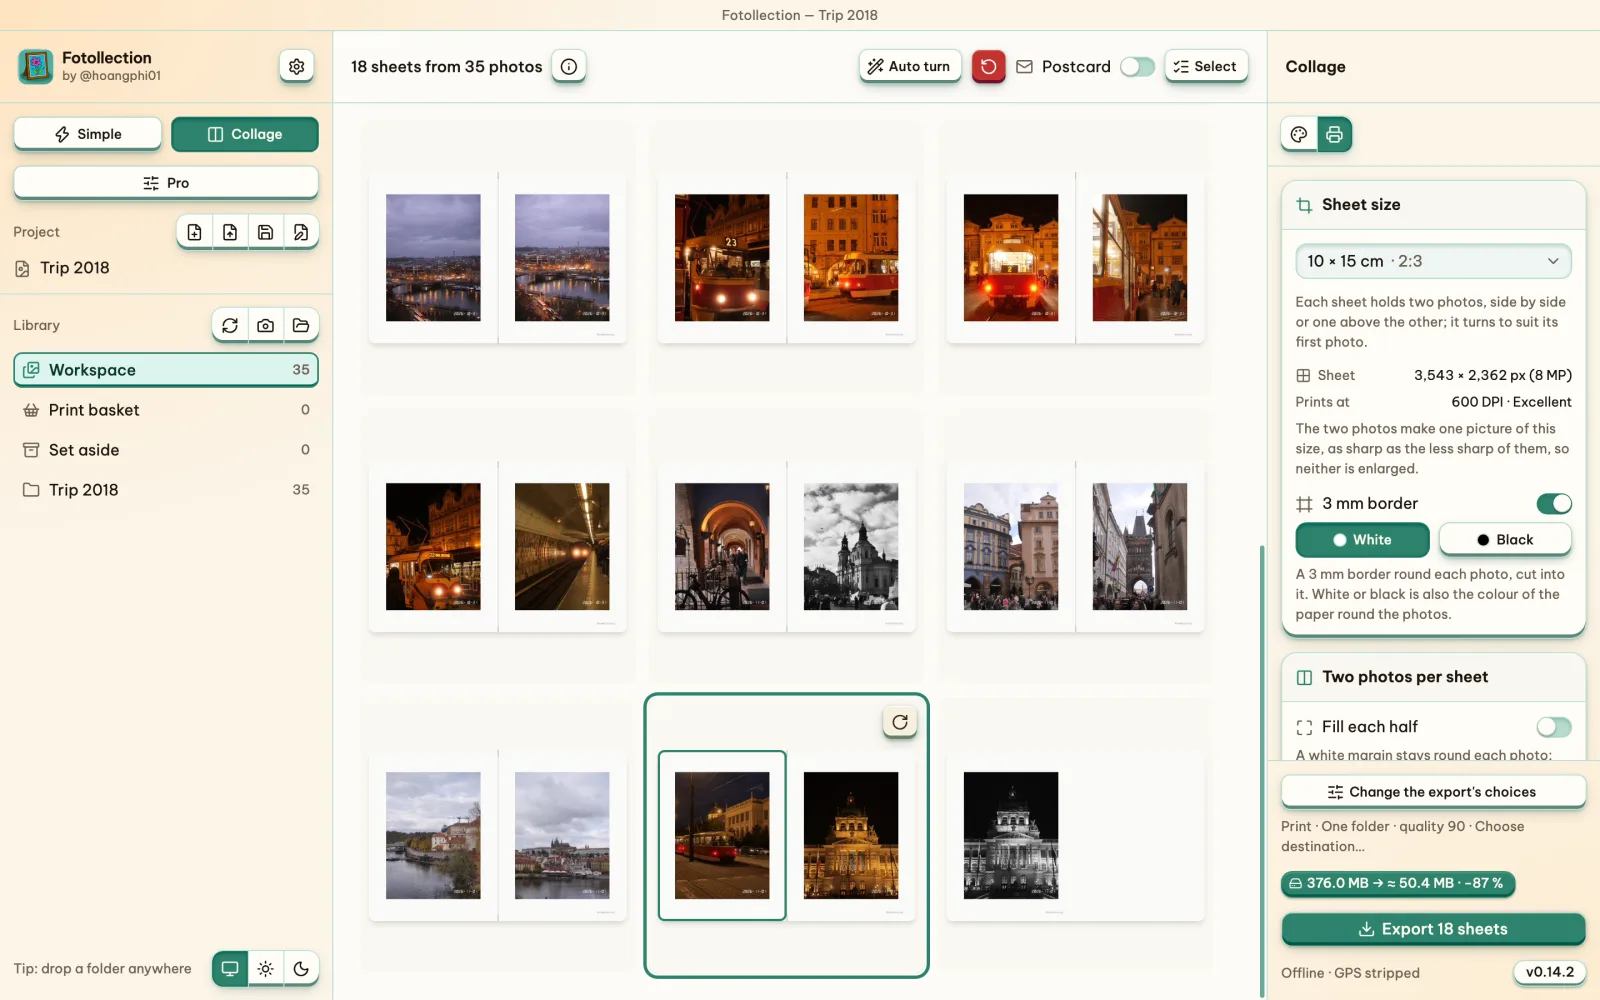 Fotollection — Trip 2018
Fotollection
by @hoangphi01
Simple
Collage
Pro
Project
Trip 2018
Library
Workspace 35
Print basket 0
Set aside 0
Trip 2018 35
Tip: drop a folder anywhere
18 sheets from 35 photos
Auto turn
Postcard
Select
23
Collage
Sheet size
10 × 15 cm · 2:3
Each sheet holds two photos, side by side
or one above the other; it turns to suit its
first photo.
Sheet 3,543 × 2,362 px (8 MP)
Prints at 600 DPI · Excellent
The two photos make one picture of this
size, as sharp as the less sharp of them, so
neither is enlarged.
3 mm border
White
Black
A 3 mm border round each photo, cut into
it. White or black is also the colour of the
paper round the photos.
Two photos per sheet
Fill each half
A white margin stays round each photo;
Change the export's choices
Print · One folder · quality 90 · Choose
destination…
376.0 MB → ≈ 50.4 MB · −87 %
Export 18 sheets
Offline · GPS stripped
v0.14.2